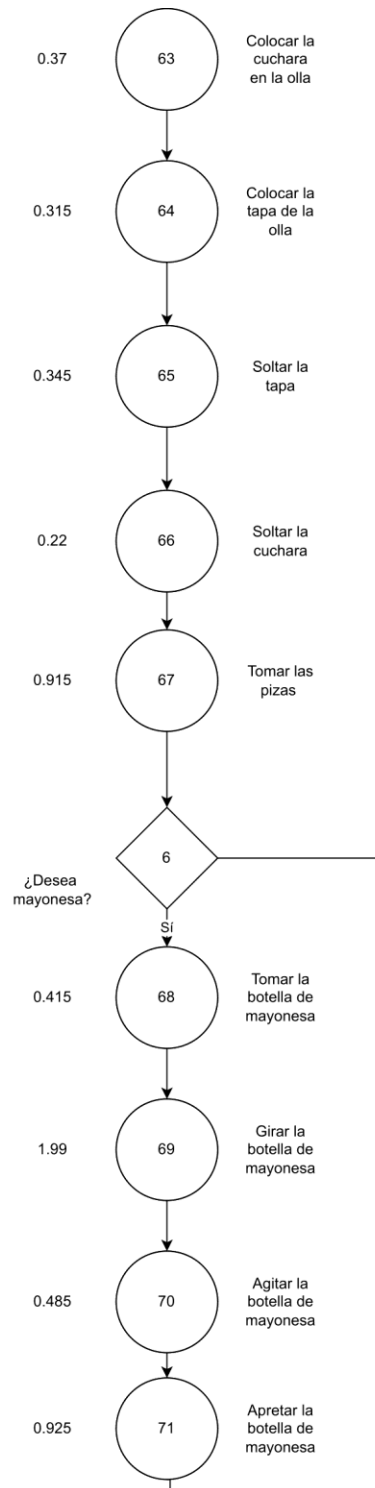 0.37
63
Colocar la
cuchara
en la olla
0.315
64
Colocar la
tapa de la
olla
0.345
65
Soltar la
tapa
0.22
66
Soltar la
cuchara
0.915
67
Tomar las
pizas
6
¿Desea
mayonesa?
Sí
0.415
68
Tomar la
botella de
mayonesa
1.99
69
Girar la
botella de
mayonesa
0.485
70
Agitar la
botella de
mayonesa
0.925
71
Apretar la
botella de
mayonesa